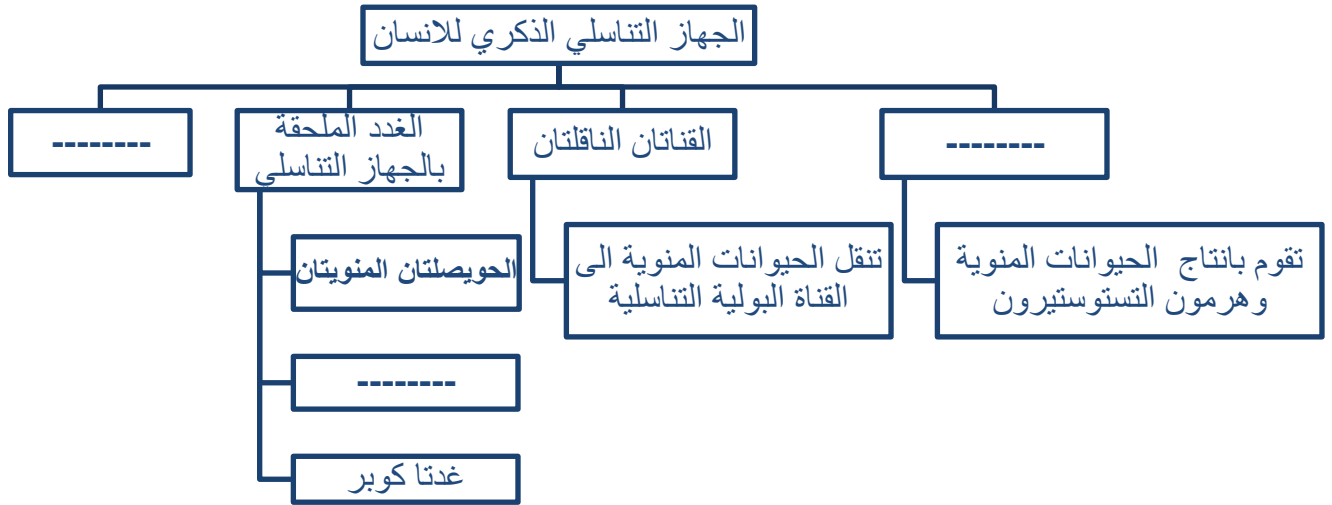 الجهاز التناسلي الذكري للانسان
--------
القناتان الناقلتان
الغدد الملحقة
بالجهاز التناسلي
--------
تقوم بانتاج الحيوانات المنوية
وهرمون التستوستيرون
تنقل الحيوانات المنوية الى
القناة البولية التناسلية
الحويصلتان المنويتان
--------
غدتا كوبر